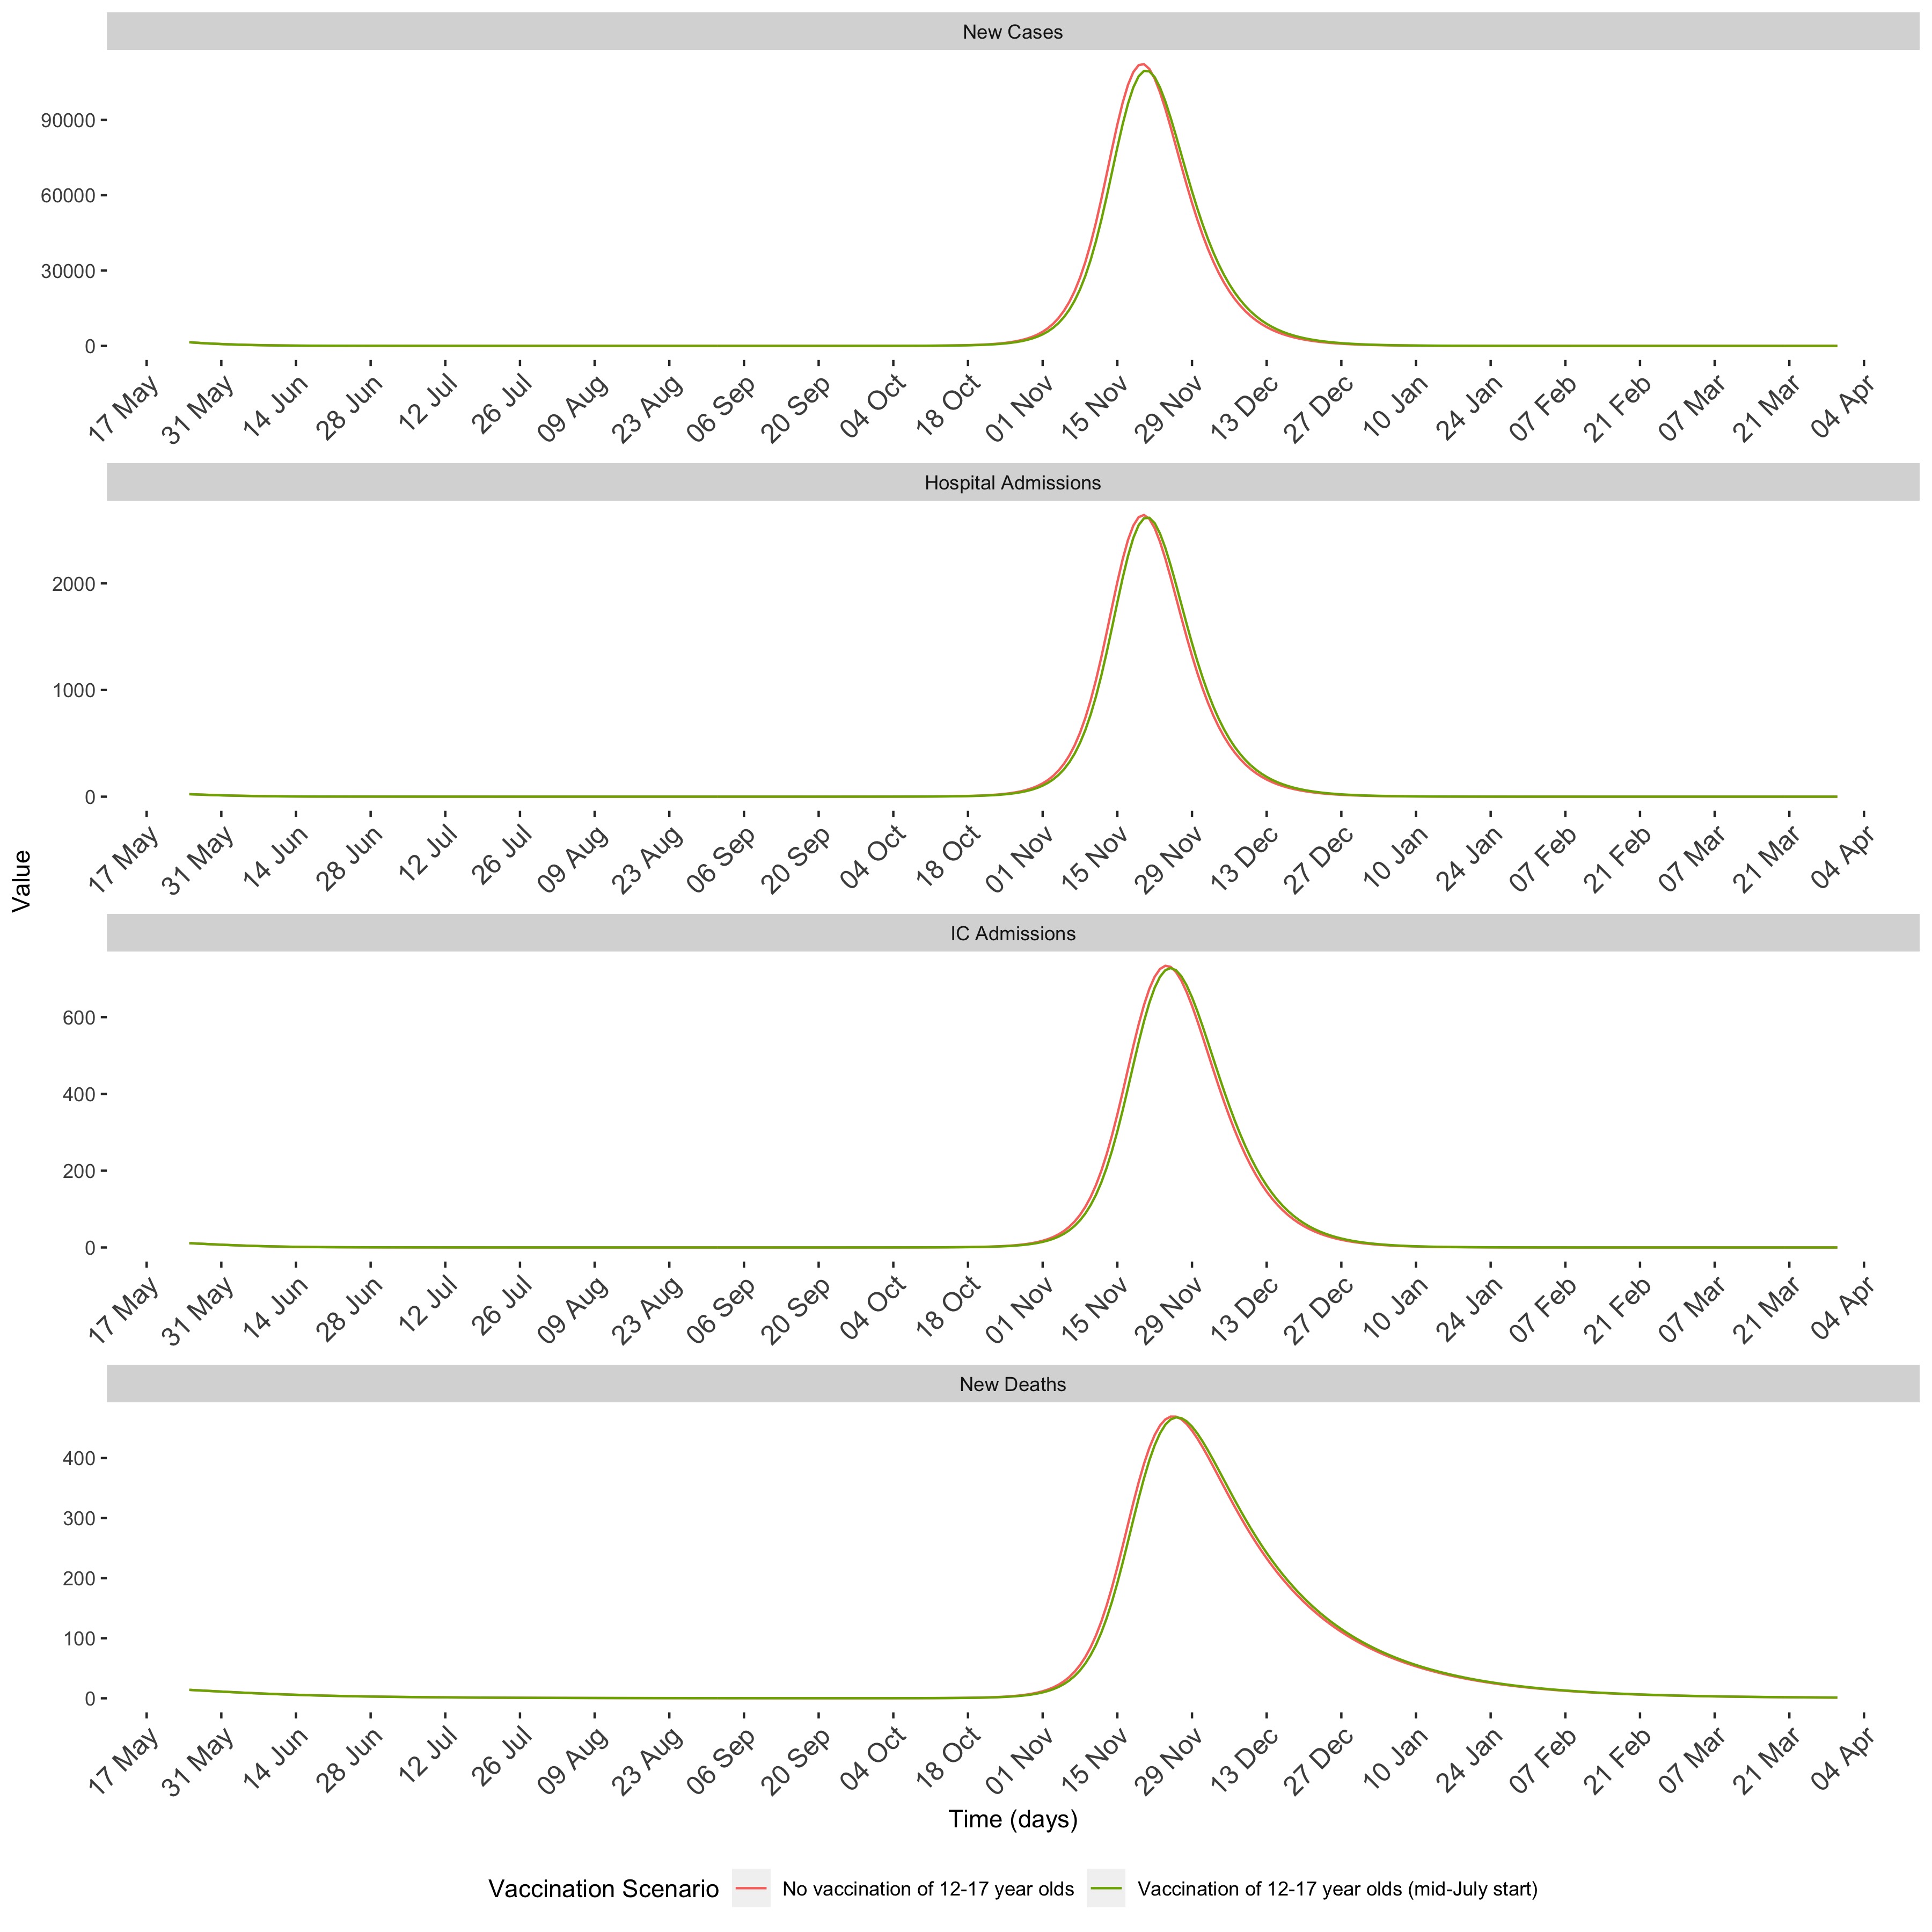 New Cases
90000
60000
30000
0
17 May 31 May 14 Jun 28 Jun 12 Jul 26 Jul 09 Aug 23 Aug 06 Sep 20 Sep 04 Oct 18 Oct 01 Nov 15 Nov 29 Nov 13 Dec 27 Dec 10 Jan 24 Jan 07 Feb 21 Feb 07 Mar 21 Mar 04 Apr
Hospital Admissions
2000
1000
0
17 May 31 May 14 Jun 28 Jun 12 Jul 26 Jul 09 Aug 23 Aug 06 Sep 20 Sep 04 Oct 18 Oct 01 Nov 15 Nov 29 Nov 13 Dec 27 Dec 10 Jan 24 Jan 07 Feb 21 Feb 07 Mar 21 Mar 04 Apr
Value
IC Admissions
600
400
200
0
17 May 31 May 14 Jun 28 Jun 12 Jul 26 Jul 09 Aug 23 Aug 06 Sep 20 Sep 04 Oct 18 Oct 01 Nov 15 Nov 29 Nov 13 Dec 27 Dec 10 Jan 24 Jan 07 Feb 21 Feb 07 Mar 21 Mar 04 Apr
New Deaths
400
300
200
100
0
17 May 31 May 14 Jun 28 Jun 12 Jul 26 Jul 09 Aug 23 Aug 06 Sep 20 Sep 04 Oct 18 Oct 01 Nov 15 Nov 29 Nov 13 Dec 27 Dec 10 Jan 24 Jan 07 Feb 21 Feb 07 Mar 21 Mar 04 Apr
Time (days)
Vaccination Scenario No vaccination of 12-17 year olds Vaccination of 12-17 year olds (mid-July start)